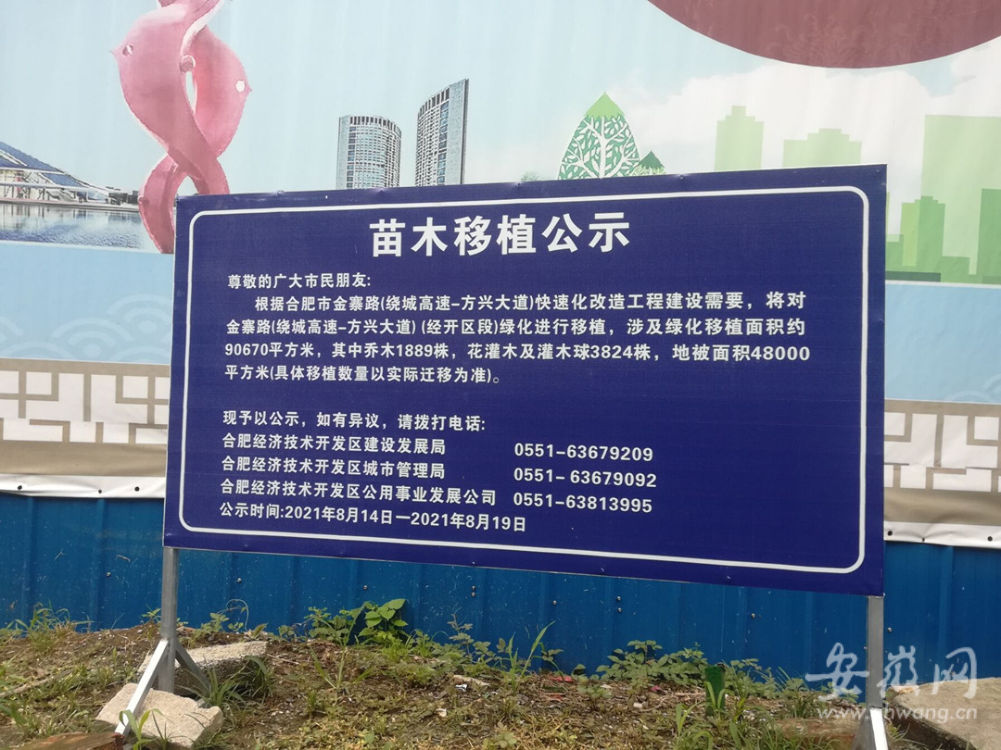 苗木移植公示
尊敬的广大市民朋友:
根据合肥市金寨路(绕城高速-方兴大道)快速化改造工程建设需要，将对
金寨路(绕城高速-方兴大道)(经开区段)绿化进行移植，涉及绿化移植面积约
90670平方米，其中乔木1889株，花灌木及灌木球3824株，地被面积48000
平方米(具体移植数量以实际迁移为准)。
现予以公示，如有异议，请拨打电话:
合肥经济技术开发区建设发展局 0551-63679209
合肥经济技术开发区城市管理局 0551-63679092
合肥经济技术开发区公用事业发展公司 0551-63813995
公示时间:2021年8月14日—2021年8月19日
安徽网
www.ahwang.cn